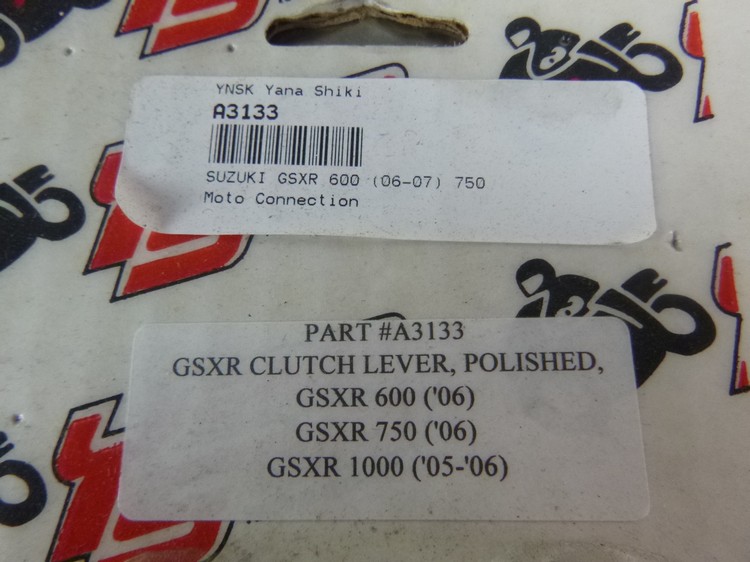 YNSK Yana Shiki
A3133
SUZUKI GSXR 600 (06-07) 750
Moto Connection
PART #A3133
GSXR CLUTCH LEVER, POLISHED,
GSXR 600 ('06)
GSXR 750 ('06)
GSXR 1000 ('05-'06)